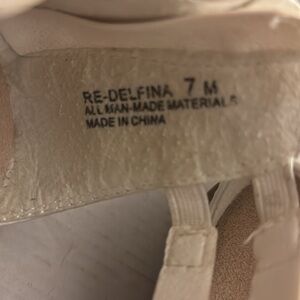 RE-DELFINA 7 M
ALL MAN-MADE MATERIALS
MADE IN CHINA